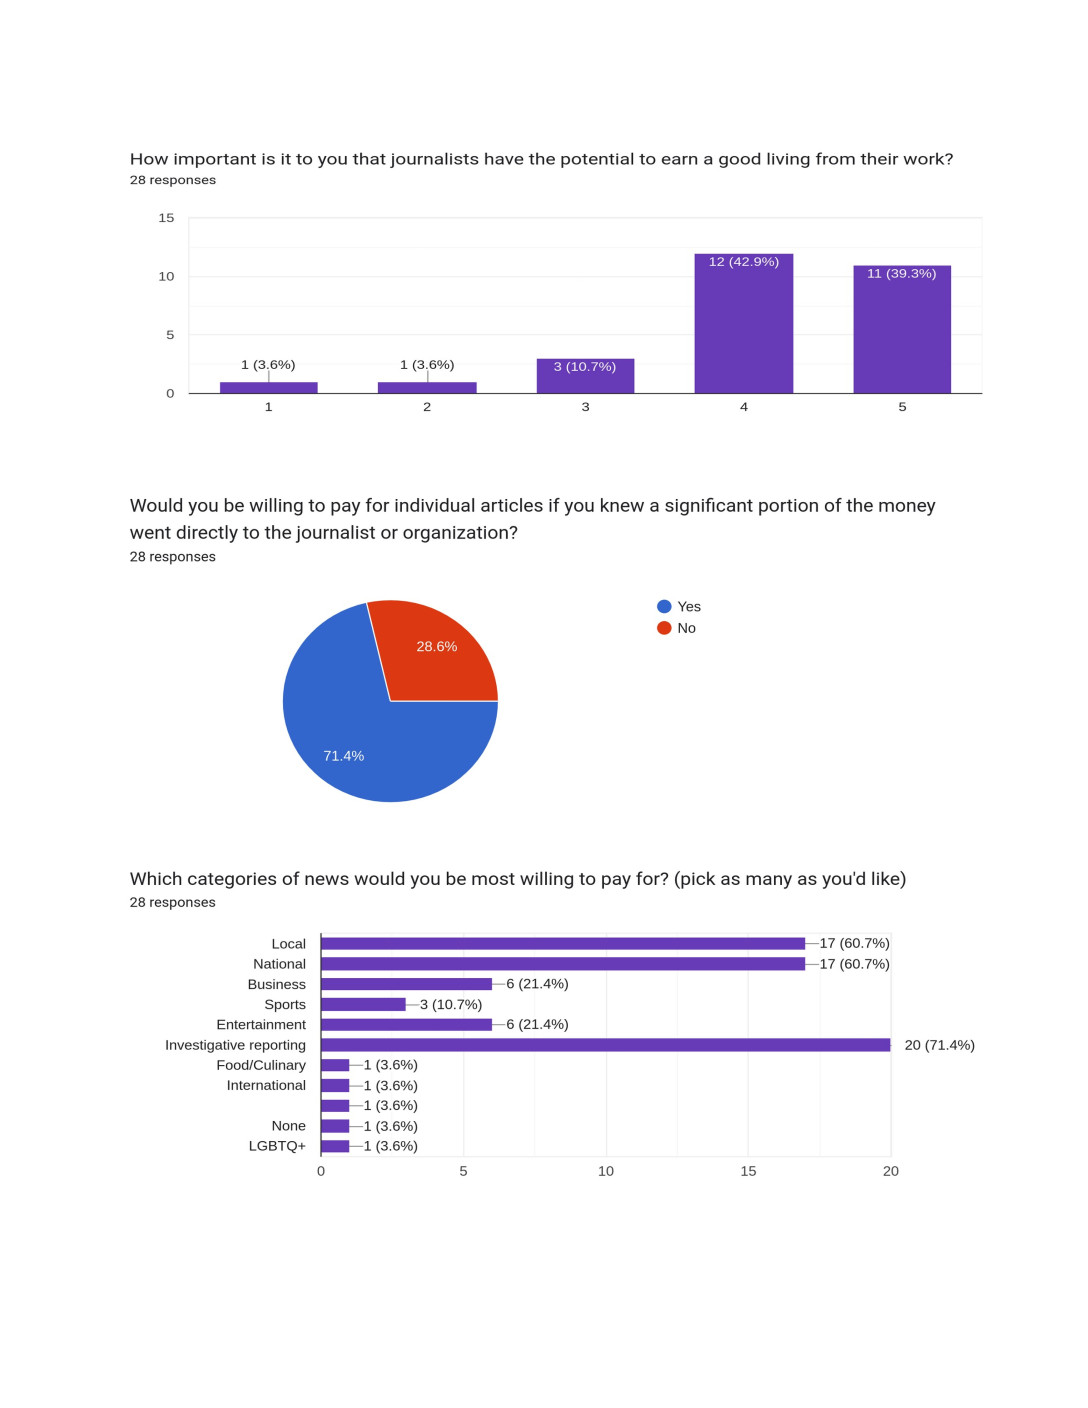 How important is it to you that journalists have the potential to earn a good living from their work?
28 responses
15
10
5
0
1 (3.6%)
1 (3.6%)
3 (10.7%)
12 (42.9%)
11 (39.3%)
1
2
3
4
5
Would you be willing to pay for individual articles if you knew a significant portion of the money
went directly to the journalist or organization?
28 responses
Yes
No
28.6%
71.4%
Which categories of news would you be most willing to pay for? (pick as many as you'd like)
28 responses
Local 17 (60.7%)
National 17 (60.7%)
Business 6 (21.4%)
Sports 3 (10.7%)
Entertainment 6 (21.4%)
Investigative reporting 20 (71.4%)
Food/Culinary 1 (3.6%)
International 1 (3.6%)
1 (3.6%)
None 1 (3.6%)
LGBTQ+ 1 (3.6%)
0 5 10 15 20